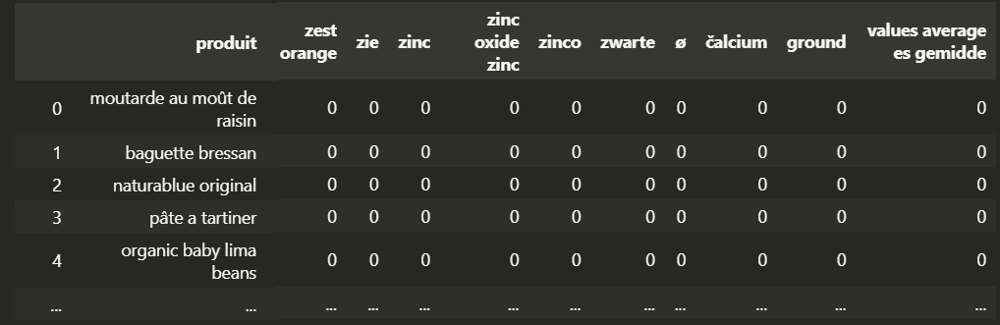 produit zest orange zie zinc zinc oxide zinc zinco zwarte ø čalcium ground values average es gemidde
0 moutarde au moût de raisin 0 0 0 0 0 0 0 0 0 0
1 baguette bressan 0 0 0 0 0 0 0 0 0 0
2 naturablue original 0 0 0 0 0 0 0 0 0 0
3 pâte a tartiner 0 0 0 0 0 0 0 0 0 0
4 organic baby lima beans 0 0 0 0 0 0 0 0 0 0
... ... ... ... ... ... ... ... ... ... ... ...